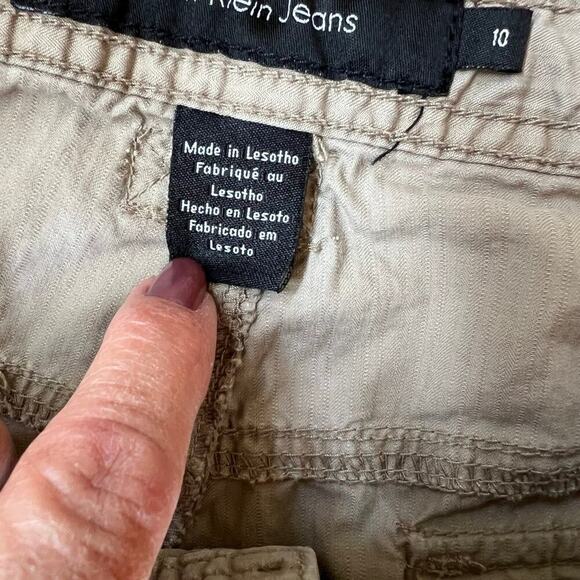 Klein Jeans
10
Made in Lesotho
Fabriqué au
Lesotho
Hecho en Lesoto
Fabricado em
Lesoto